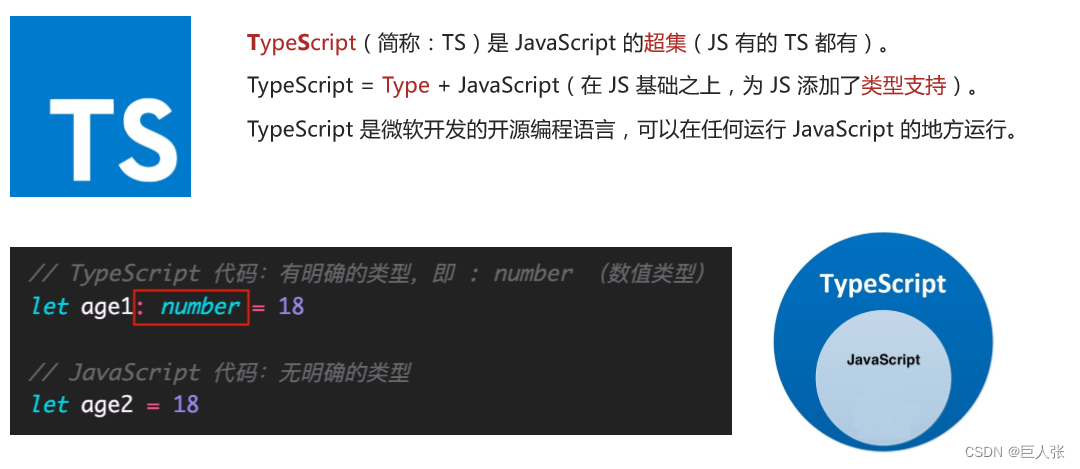 TS
TypeScript（简称：TS）是 JavaScript 的超集（JS 有的 TS 都有）。
TypeScript = Type + JavaScript（在 JS 基础之上，为 JS 添加了类型支持）。
TypeScript 是微软开发的开源编程语言，可以在任何运行 JavaScript 的地方运行。
// TypeScript 代码：有明确的类型，即 : number （数值类型）
let age1: number = 18
// JavaScript 代码：无明确的类型
let age2 = 18
TypeScript
JavaScript
CSDN @巨人张